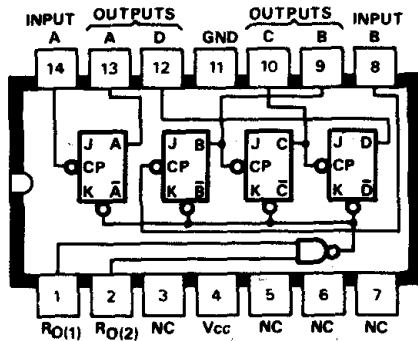 INPUT OUTPUTS OUTPUTS INPUT
A A D GND C B B
14 13 12 11 10 9 8
J A J B J C J D
CP CP CP CP
K A̅ K B̅ K C̅ K D̅
1 2 3 4 5 6 7
RO(1) RO(2) NC Vcc NC NC NC